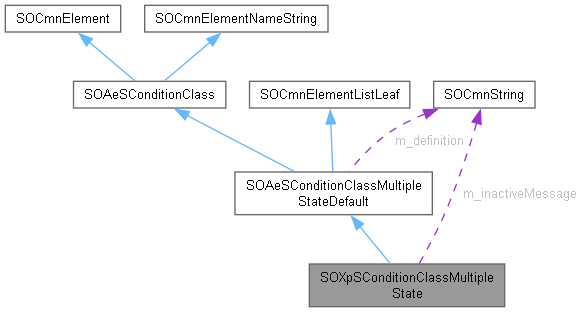 SOCmnElement
SOCmnElementNameString
SOAeSConditionClass
SOCmnElementListLeaf
SOCmnString
m_definition
SOAeSConditionClassMultiple
StateDefault
m_inactiveMessage
SOXpSConditionClassMultiple
State